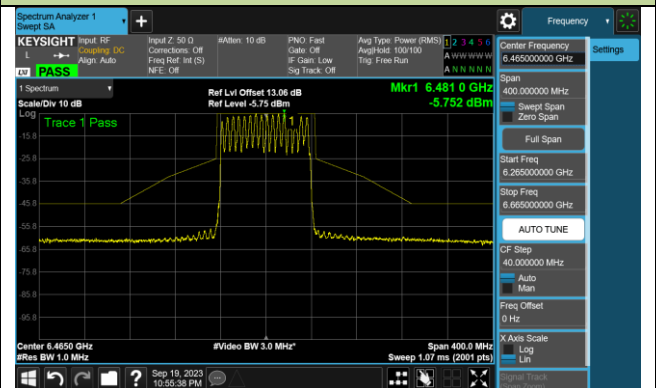 Spectrum Analyzer 1
Swept SA
Frequency
KEYSIGHT
Input: RF
Coupling: DC
Align: Auto
Input Z: 50 Ω
Corrections: Off
Freq Ref: Int (S)
NFE: Off
#Atten: 10 dB
PNO: Fast
Gate: Off
IF Gain: Low
Sig Track: Off
Avg Type: Power (RMS)
Avg|Hold: 100/100
Trig: Free Run
1 2 3 4 5 6
A W W W W W
A N N N N N
L
LXI
PASS
1 Spectrum
Scale/Div 10 dB
Ref Lvl Offset 13.06 dB
Ref Level -5.75 dBm
Mkr1 6.481 0 GHz
-5.752 dBm
Log
Trace 1 Pass
1
-15.8
-25.8
-35.8
-45.8
-55.8
-65.8
-75.8
-85.8
-95.8
Center 6.4650 GHz
#Res BW 1.0 MHz
#Video BW 3.0 MHz*
Span 400.0 MHz
Sweep 1.07 ms (2001 pts)
Sep 19, 2023
10:55:38 PM
?
Center Frequency
6.465000000 GHz
Settings
Span
400.000000 MHz
Swept Span
Zero Span
Full Span
Start Freq
6.265000000 GHz
Stop Freq
6.665000000 GHz
AUTO TUNE
CF Step
40.000000 MHz
Auto
Man
Freq Offset
0 Hz
X Axis Scale
Log
Lin
Signal Track
(Span Zoom)